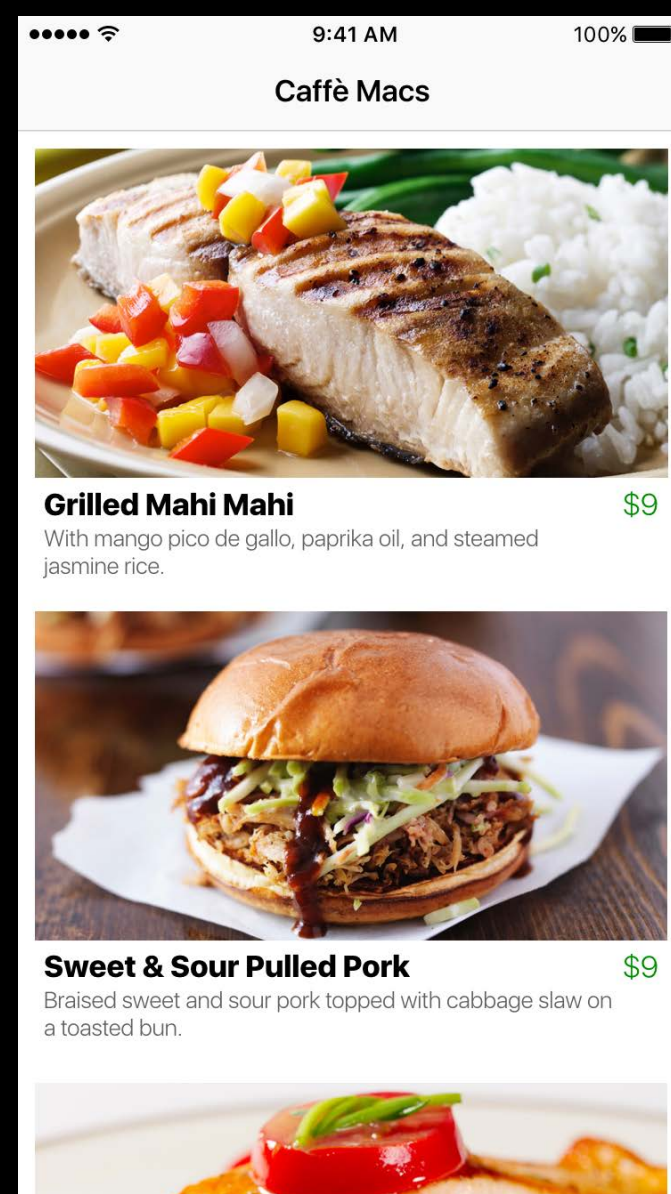 9:41 AM
100%
Caffè Macs
Grilled Mahi Mahi
$9
With mango pico de gallo, paprika oil, and steamed
jasmine rice.
Sweet & Sour Pulled Pork
$9
Braised sweet and sour pork topped with cabbage slaw on
a toasted bun.